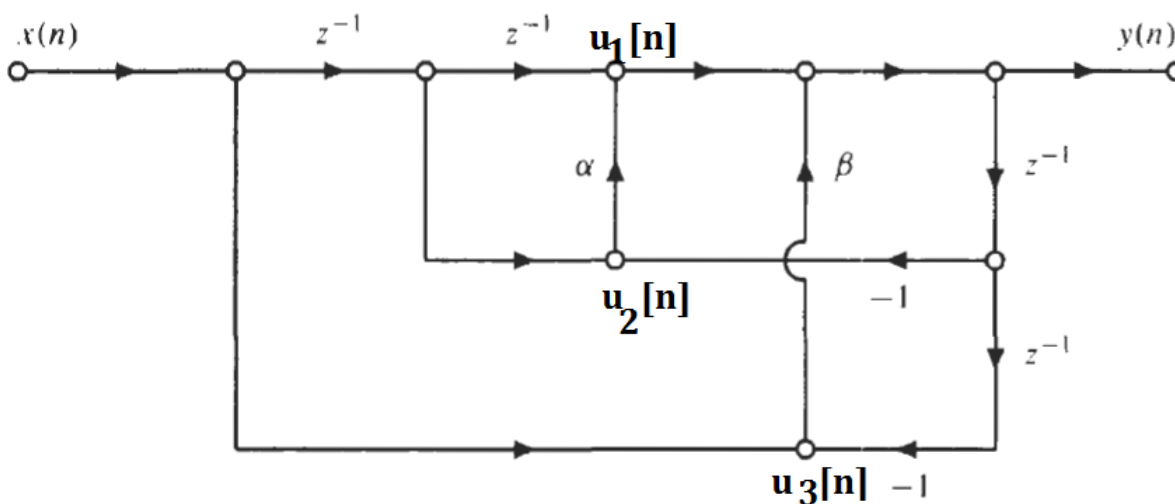 x(n) z⁻¹ z⁻¹ u₁[n] y(n)
α β z⁻¹
u₂[n] −1
z⁻¹
u₃[n] −1